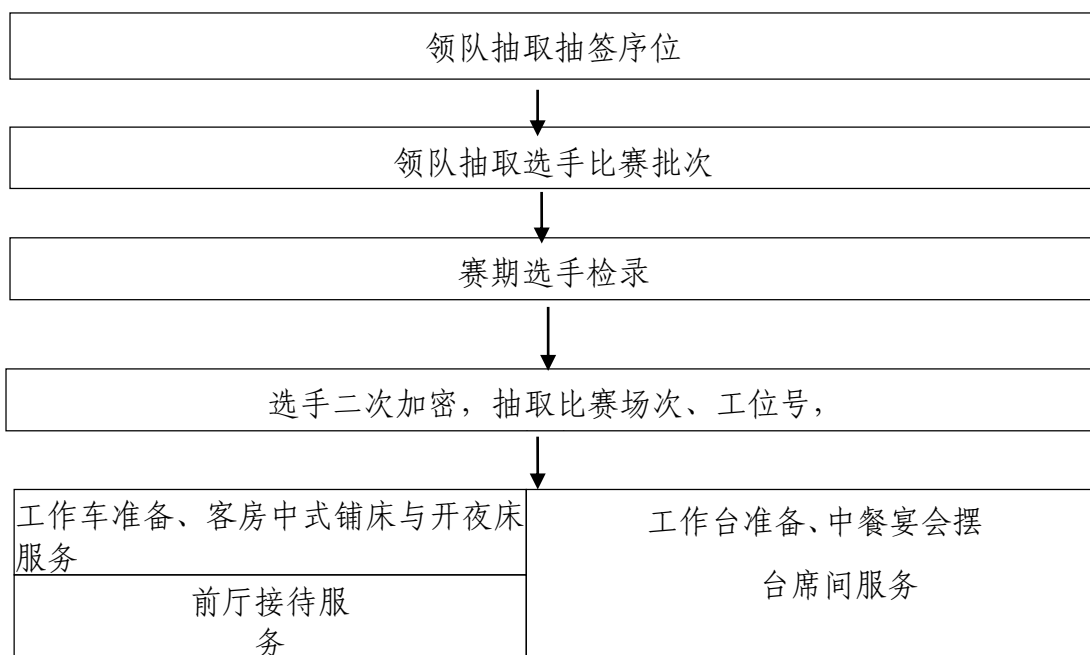 领队抽取抽签序位
领队抽取选手比赛批次
赛期选手检录
选手二次加密，抽取比赛场次、工位号，
工作车准备、客房中式铺床与开夜床
服务
前厅接待服
务
工作台准备、中餐宴会摆
台席间服务